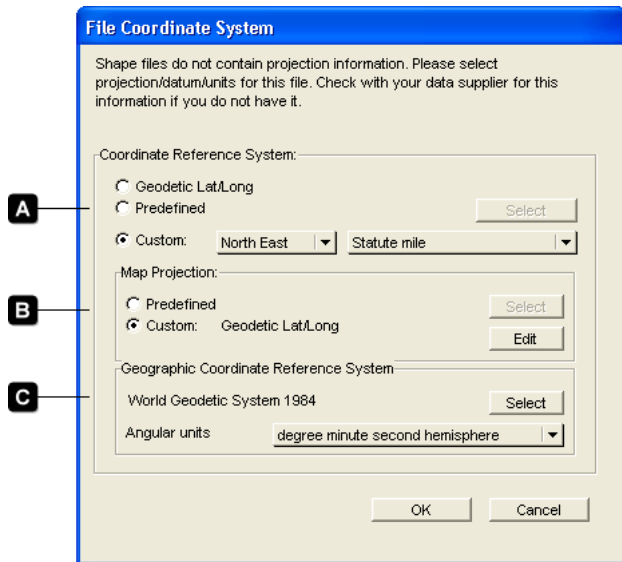 File Coordinate System
Shape files do not contain projection information. Please select
projection/datum/units for this file. Check with your data supplier for this
information if you do not have it.
Coordinate Reference System:
Geodetic Lat/Long
A
Predefined
Select
Custom:
North East
Statute mile
Map Projection:
B
Predefined
Select
Custom:
Geodetic Lat/Long
Edit
Geographic Coordinate Reference System
C
World Geodetic System 1984
Select
Angular units
degree minute second hemisphere
OK
Cancel